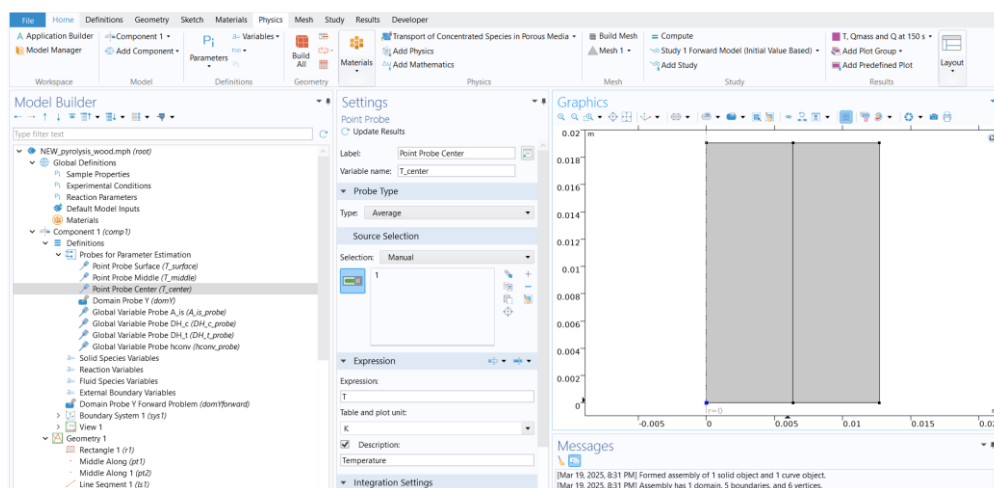 File Home Definitions Geometry Sketch Materials Physics Mesh Study Results Developer
A Application Builder
Model Manager
Workspace
Component 1
Add Component
Model
Pi
Parameters
a= Variables
f(x)
Definitions
Build All
Geometry
Materials
Transport of Concentrated Species in Porous Media
Add Physics
Add Mathematics
Physics
Build Mesh
Mesh 1
Mesh
= Compute
Study 1 Forward Model (Initial Value Based)
Add Study
Study
T, Qmass and Q at 150 s
Add Plot Group
Add Predefined Plot
Results
Layout
Model Builder
Type filter text
NEW_pyrolysis_wood.mph (root)
Global Definitions
Pi Sample Properties
Pi Experimental Conditions
Pi Reaction Parameters
Default Model Inputs
Materials
Component 1 (comp1)
Definitions
Probes for Parameter Estimation
Point Probe Surface (T_surface)
Point Probe Middle (T_middle)
Point Probe Center (T_center)
Domain Probe Y (domY)
Global Variable Probe A_is (A_is_probe)
Global Variable Probe DH_c (DH_c_probe)
Global Variable Probe DH_t (DH_t_probe)
Global Variable Probe hconv (hconv_probe)
a= Solid Species Variables
a= Reaction Variables
a= Fluid Species Variables
a= External Boundary Variables
Domain Probe Y Forward Problem (domYforward)
Boundary System 1 (sys1)
View 1
Geometry 1
Rectangle 1 (r1)
Middle Along (pt1)
Middle Along 1 (pt2)
Line Segment 1 (ls1)
Settings
Point Probe
Update Results
Label: Point Probe Center
Variable name: T_center
Probe Type
Type: Average
Source Selection
Selection: Manual
1
Expression
Expression:
T
Table and plot unit:
K
Description:
Temperature
Integration Settings
Graphics
0.02 m
0.018
0.016
0.014
0.012
0.01
0.008
0.006
0.004
0.002
0
r=0
-0.005 0 0.005 0.01 0.015 0.02
Messages
[Mar 19, 2025, 8:31 PM] Formed assembly of 1 solid object and 1 curve object.
[Mar 19, 2025, 8:31 PM] Assembly has 1 domain, 5 boundaries, and 6 vertices.